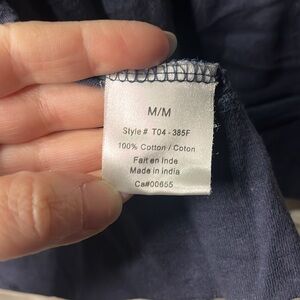 M/M
Style # T04 - 385F
100% Cotton / Coton
Fait en Inde
Made in India
Ca#00655